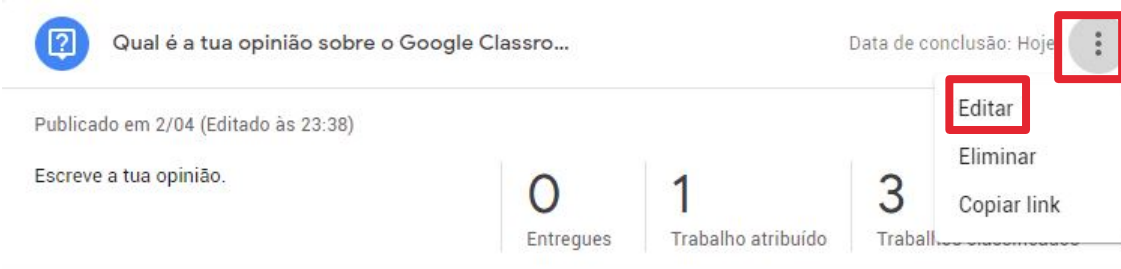 Qual é a tua opinião sobre o Google Classro...
Data de conclusão: Hoje
Editar
Publicado em 2/04 (Editado às 23:38)
Eliminar
Escreve a tua opinião.
0
1
3
Copiar link
Entregues
Trabalho atribuído